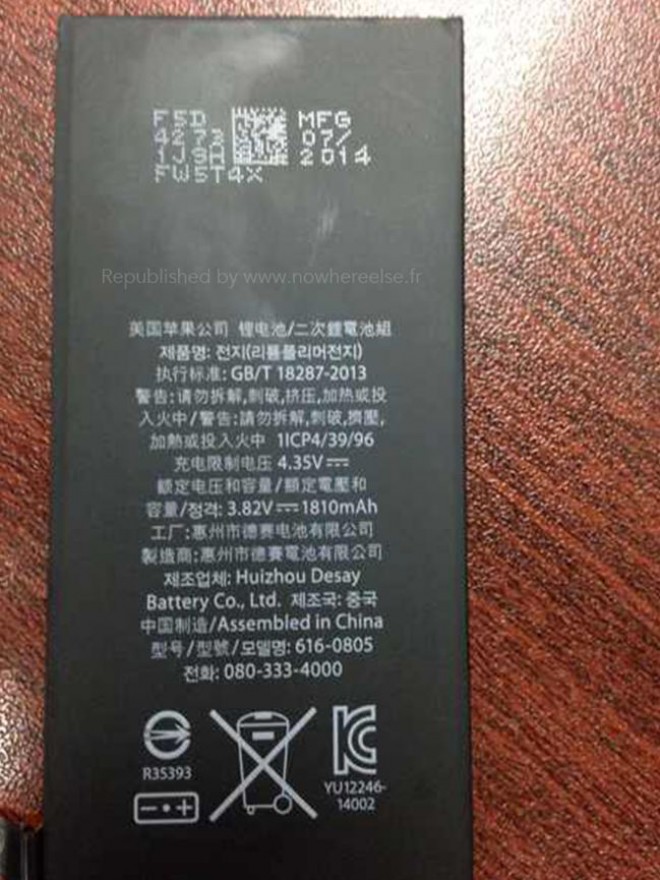 F5D
4273
1J9A
FW5T4X
MFG
07/
2014
Republished by www.nowhereelse.fr
美国苹果公司 锂电池/二次鋰電池組
제품명: 전지(리튬폴리머전지)
执行标准: GB/T 18287-2013
警告:请勿拆解,刺破,挤压,加热或投
入火中/警告:請勿拆解,刺破,擠壓,
加熱或投入火中 1ICP4/39/96
充电限制电压 4.35V⎓
额定电压和容量/額定電壓和
容量/정격: 3.82V⎓1810mAh
工厂:惠州市德赛电池有限公司
製造商:惠州市德賽電池有限公司
제조업체: Huizhou Desay
Battery Co., Ltd. 제조국: 중국
中国制造/Assembled in China
型号/型號/모델명: 616-0805
전화: 080-333-4000
R35393
YU12246-
14002